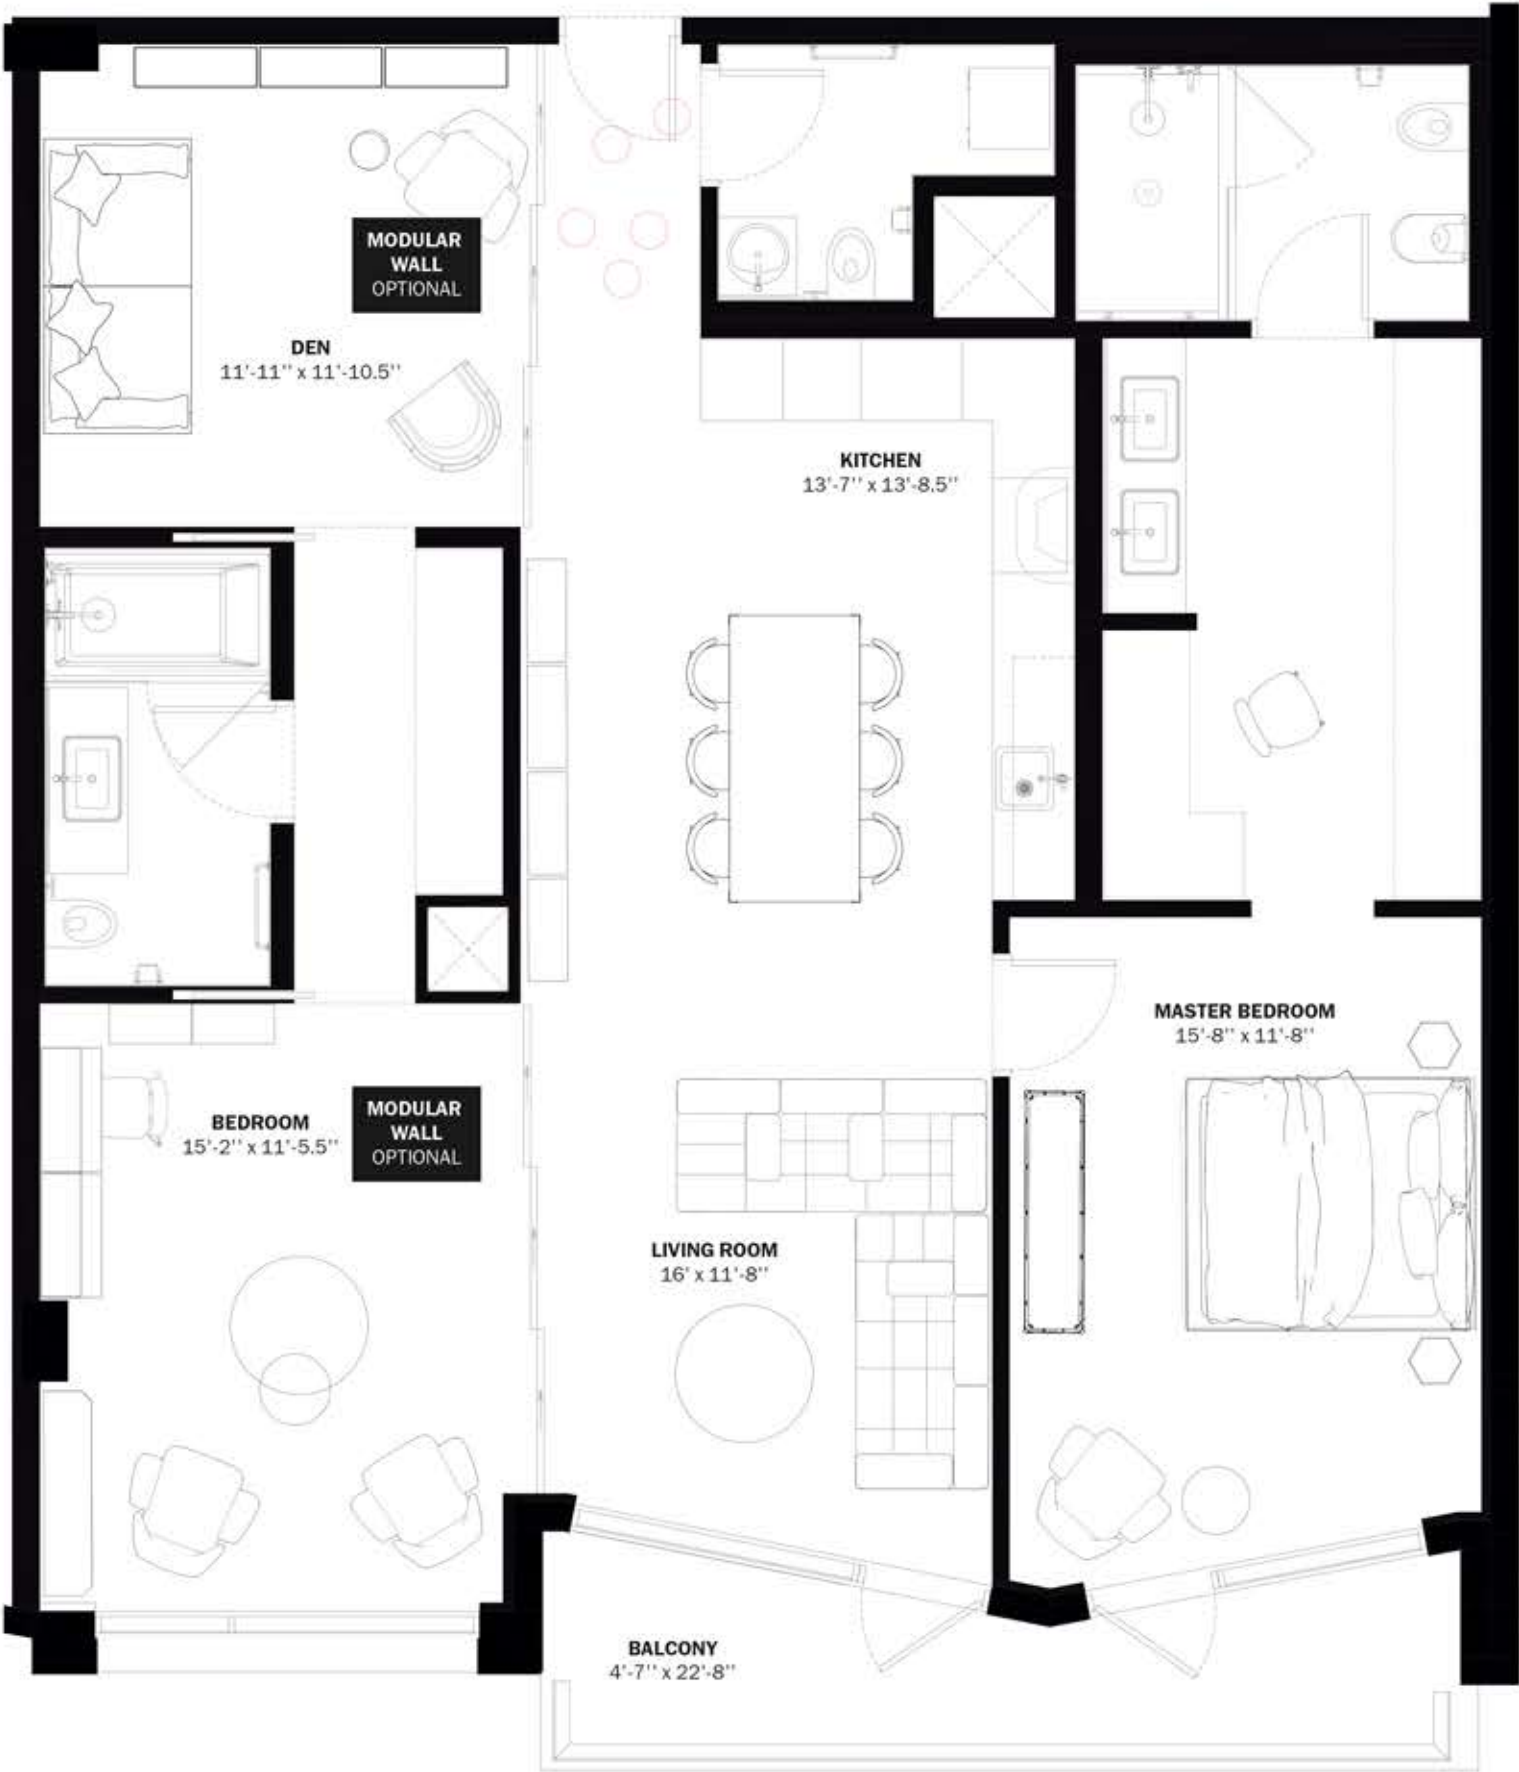 MODULAR
WALL
OPTIONAL
DEN
11'-11'' x 11'-10.5''
KITCHEN
13'-7'' x 13'-8.5''
MASTER BEDROOM
15'-8'' x 11'-8''
BEDROOM
15'-2'' x 11'-5.5''
MODULAR
WALL
OPTIONAL
LIVING ROOM
16' x 11'-8''
BALCONY
4'-7'' x 22'-8''